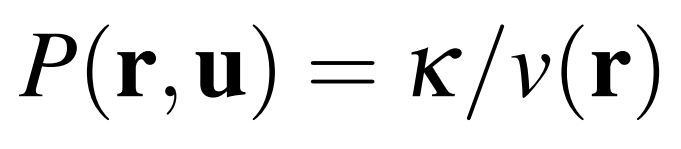 P(r,u) = κ/v(r)